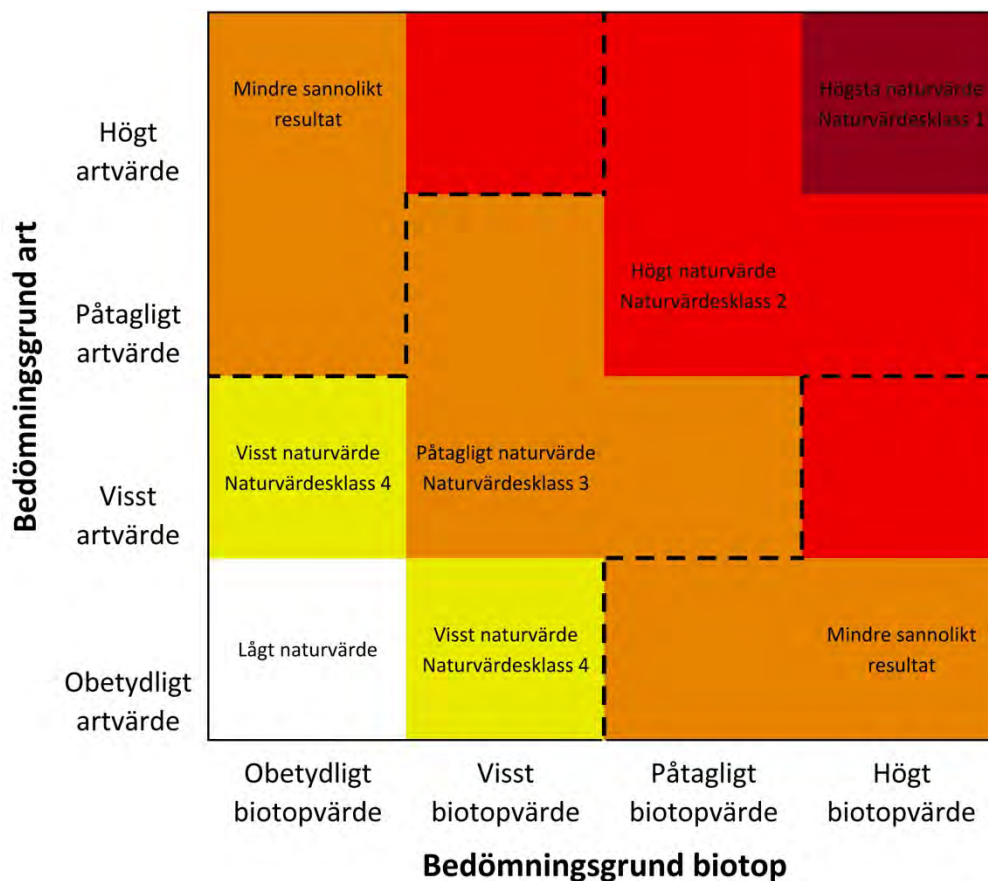 Bedömningsgrund art
Högt
artvärde
Mindre sannolikt
resultat
Högsta naturvärde
Naturvärdesklass 1
Påtagligt
artvärde
Högt naturvärde
Naturvärdesklass 2
Visst
artvärde
Visst naturvärde
Naturvärdesklass 4
Påtagligt naturvärde
Naturvärdesklass 3
Obetydligt
artvärde
Lågt naturvärde
Visst naturvärde
Naturvärdesklass 4
Mindre sannolikt
resultat
Obetydligt
biotopvärde
Visst
biotopvärde
Påtagligt
biotopvärde
Högt
biotopvärde
Bedömningsgrund biotop